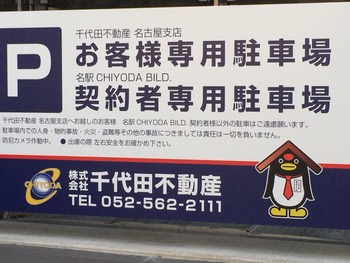 P
千代田不動産 名古屋支店
お客様専用駐車場
名駅 CHIYODA BILD.
契約者専用駐車場
千代田不動産 名古屋支店へお越しのお客様 名駅 CHIYODA BILD. 契約者様以外の駐車はご遠慮願います。
駐車場内での人身・物的事故・火災・盗難等その他の事故につきましては責任は一切を負いません。
防犯カメラ作動中。 ● 出庫の際 左右安全をお確かめ下さい。
CHIYODA
株式会社 千代田不動産
TEL 052-562-2111